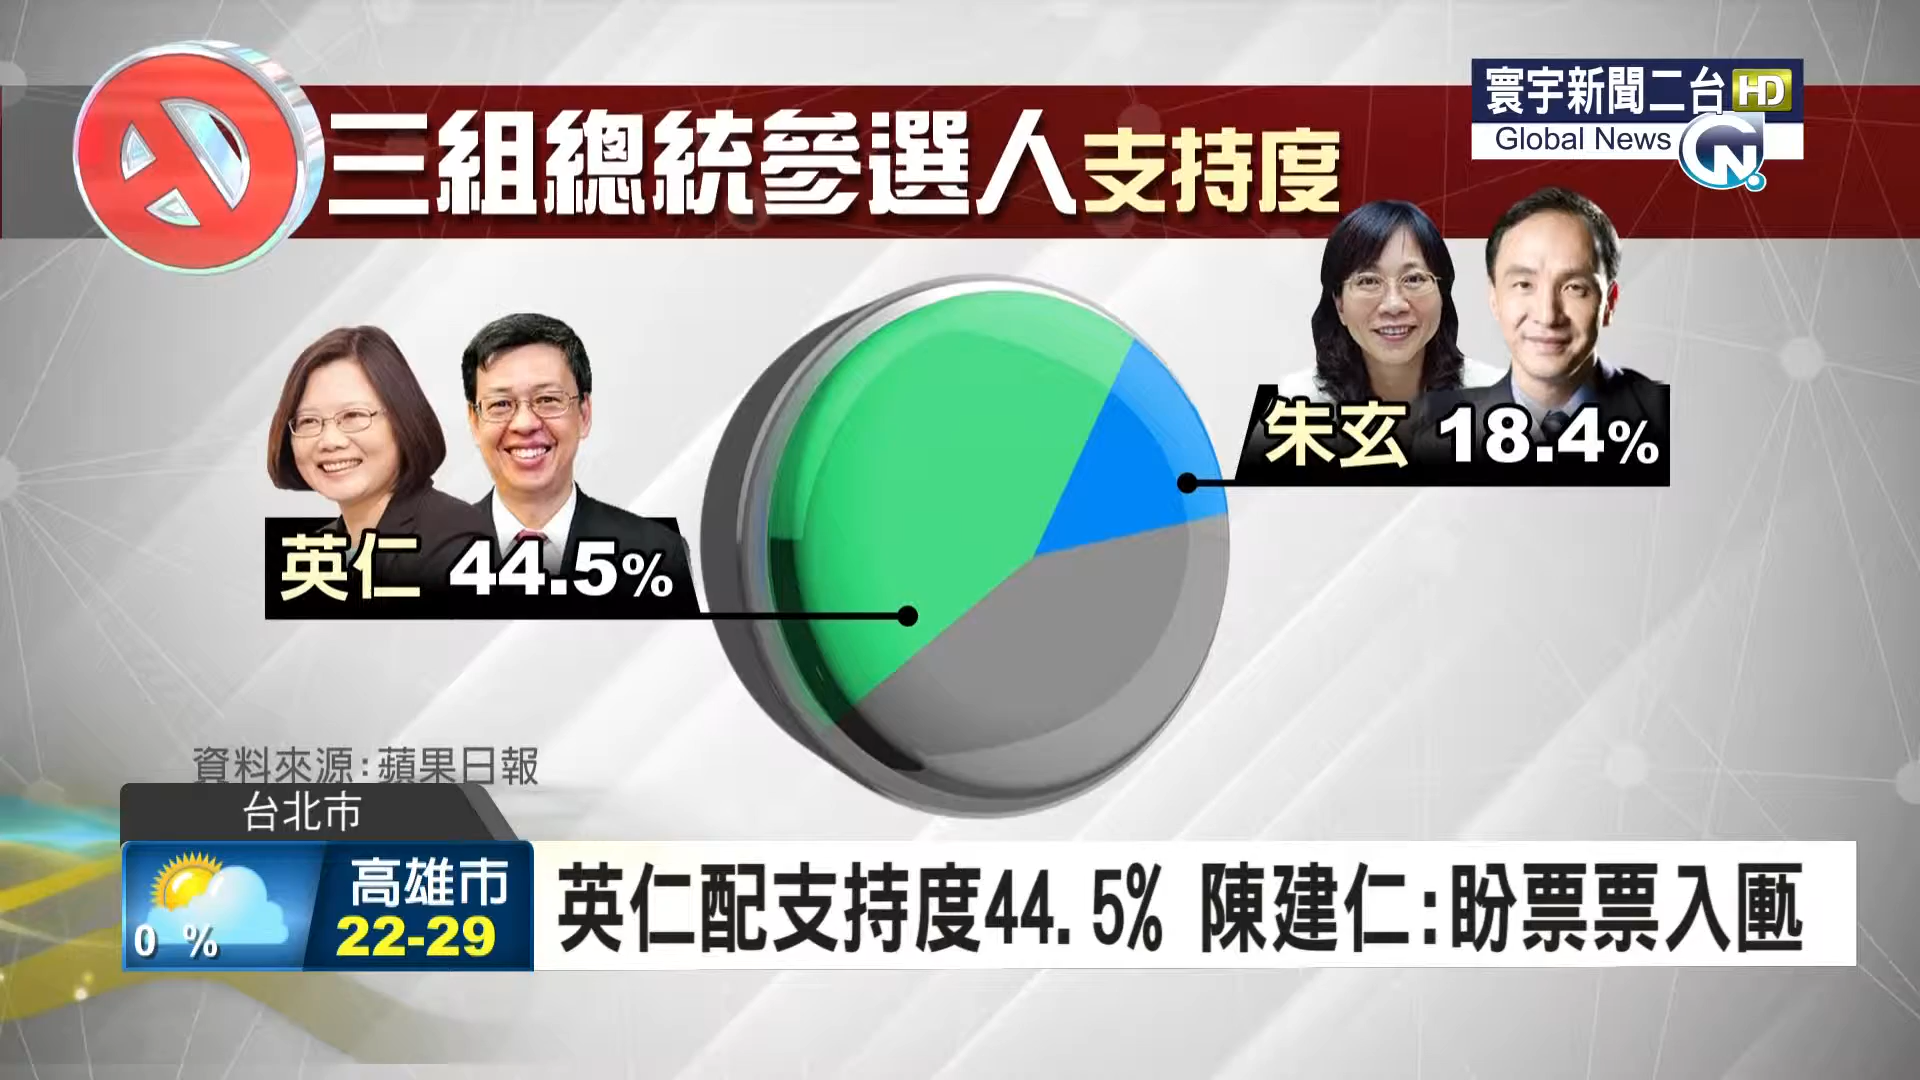 三組總統參選人支持度
寰宇新聞二台HD
Global News
朱玄 18.4%
英仁 44.5%
資料來源:蘋果日報
台北市
高雄市
0 %
22-29
英仁配支持度44.5% 陳建仁:盼票票入匭